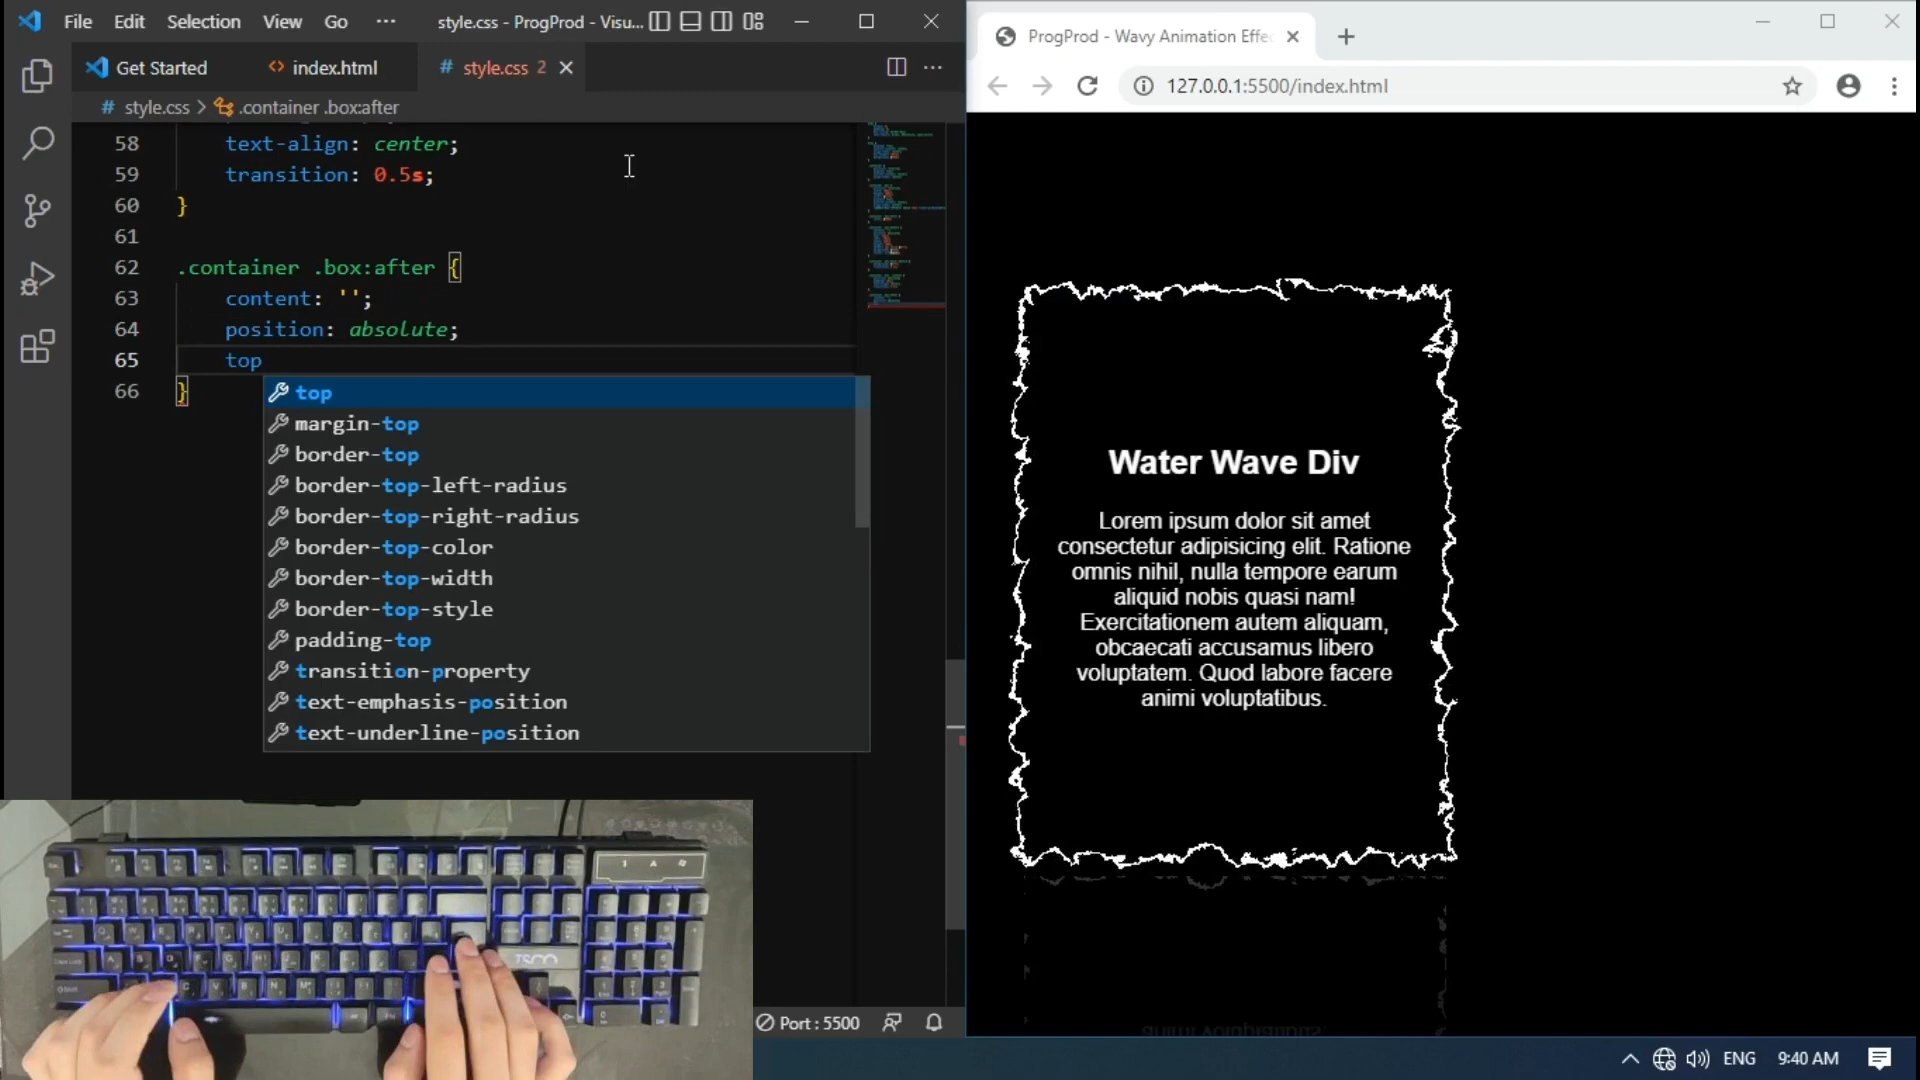 File Edit Selection View Go ··· style.css - ProgProd - Visu...
Get Started index.html style.css 2
style.css > .container .box:after
58 text-align: center;
59 transition: 0.5s;
60 }
61
62 .container .box:after {
63 content: '';
64 position: absolute;
65 top
66 }
top
margin-top
border-top
border-top-left-radius
border-top-right-radius
border-top-color
border-top-width
border-top-style
padding-top
transition-property
text-emphasis-position
text-underline-position
Port : 5500
ProgProd - Wavy Animation Effe
127.0.0.1:5500/index.html
Water Wave Div
Lorem ipsum dolor sit amet
consectetur adipisicing elit. Ratione
omnis nihil, nulla tempore earum
aliquid nobis quasi nam!
Exercitationem autem aliquam,
obcaecati accusamus libero
voluptatem. Quod labore facere
animi voluptatibus.
animi voluptatibus.
ENG 9:40 AM